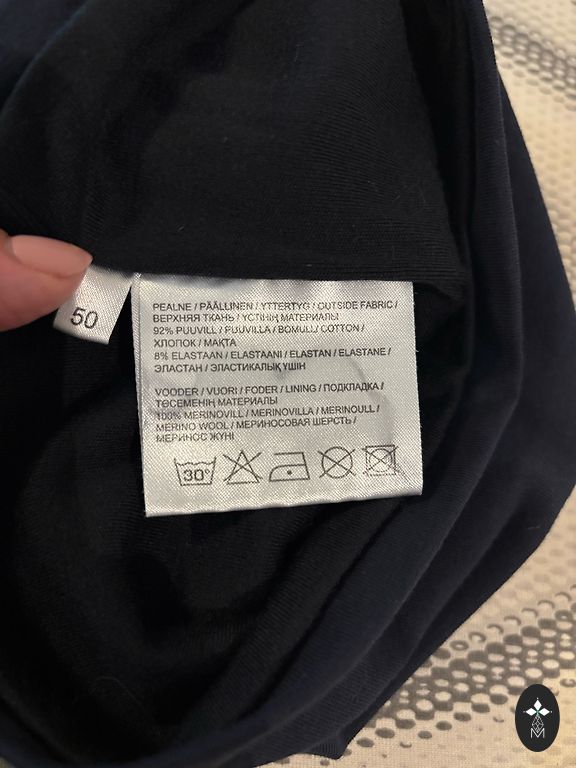 50
PEALNE / PÄÄLLINEN / YTTERTYG / OUTSIDE FABRIC /
ВЕРХНЯЯ ТКАНЬ / ҮСТІНІҢ МАТЕРИАЛЫ
92% PUUVILL / PUUVILLA / BOMULL / COTTON /
ХЛОПОК / МАҚТА
8% ELASTAAN / ELASTAANI / ELASTAN / ELASTANE /
ЭЛАСТАН / ЭЛАСТИКАЛЫҚ ҮШІН
VOODER / VUORI / FODER / LINING / ПОДКЛАДКА /
ТӨСЕМЕНІҢ МАТЕРИАЛЫ
100% MERINOVILL / MERINOVILLA / MERINOULL /
MERINO WOOL / МЕРИНОСОВАЯ ШЕРСТЬ /
МЕРИНОС ЖҮНІ
30°